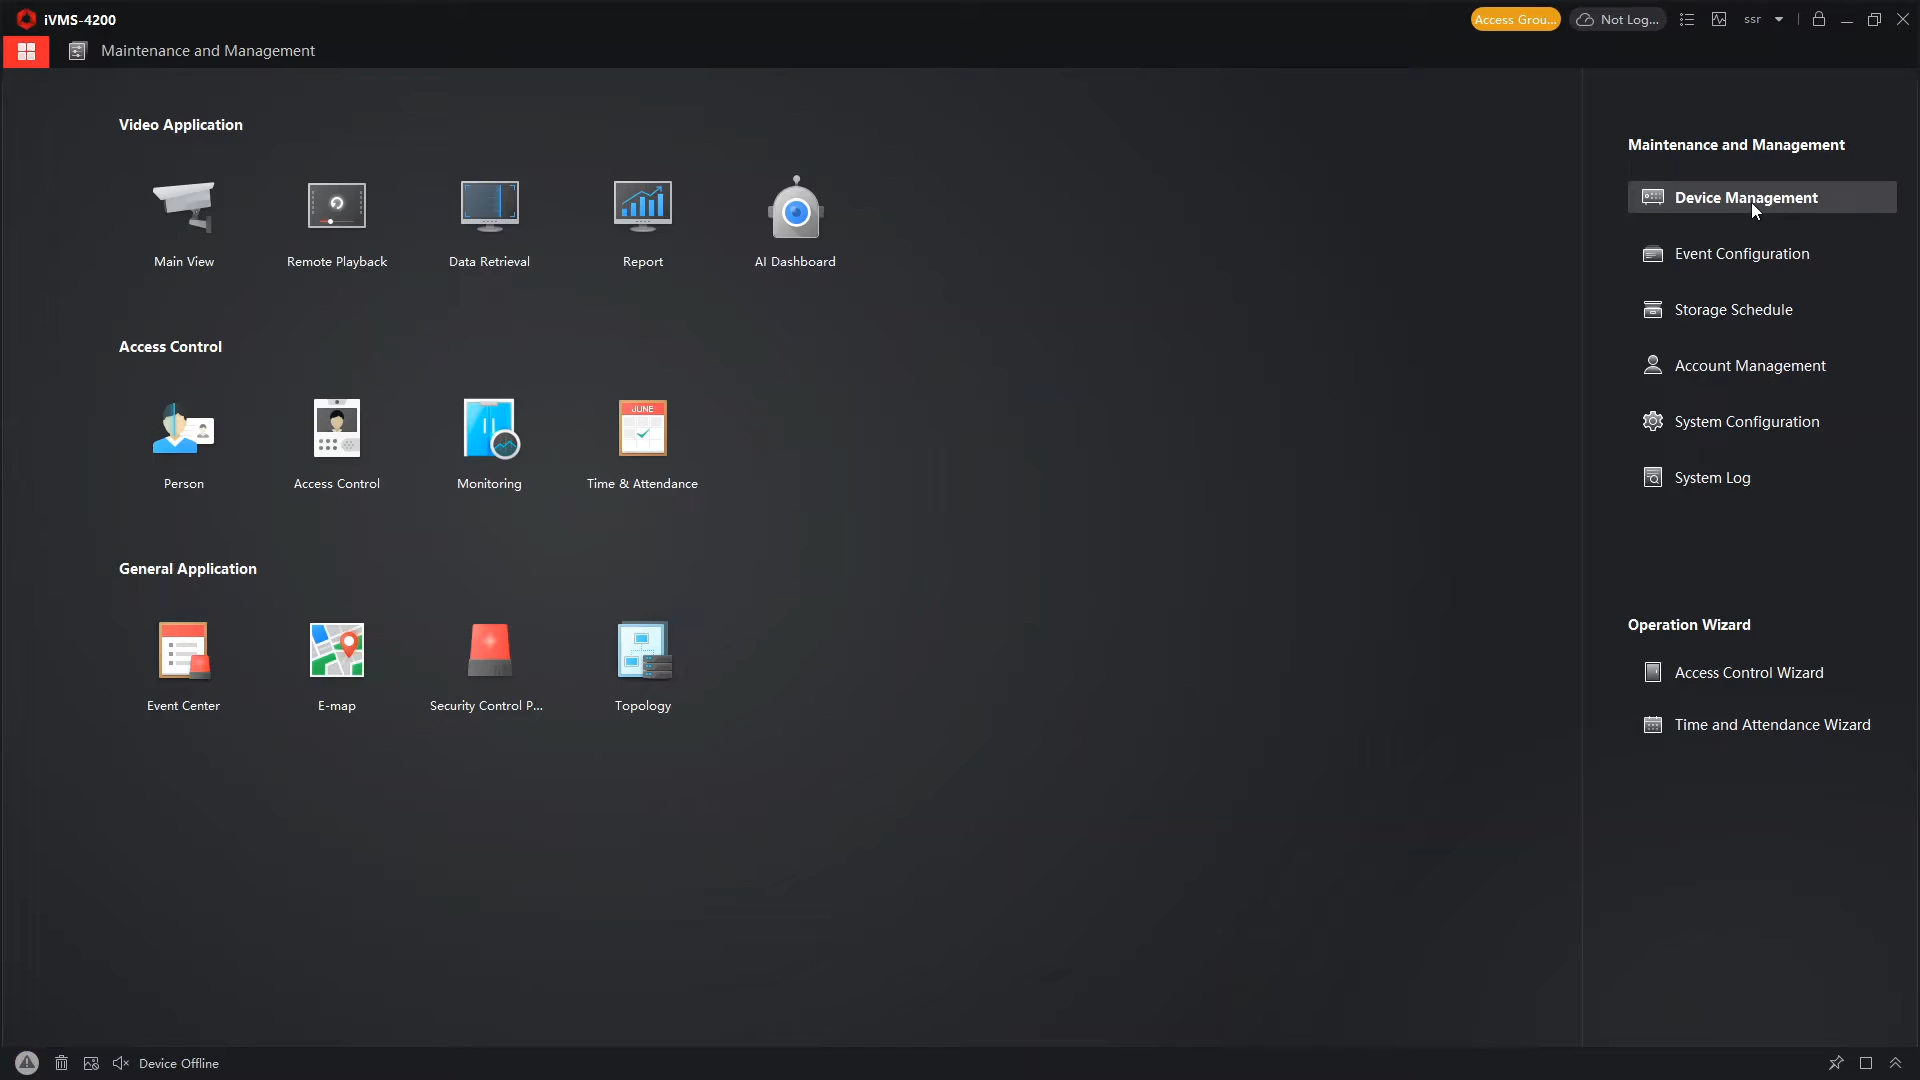 iVMS-4200
Access Grou...
Not Log...
ssr
Maintenance and Management
Video Application
Main View
Remote Playback
Data Retrieval
Report
AI Dashboard
Access Control
JUNE
Person
Access Control
Monitoring
Time & Attendance
General Application
Event Center
E-map
Security Control P...
Topology
Maintenance and Management
Device Management
Event Configuration
Storage Schedule
Account Management
System Configuration
System Log
Operation Wizard
Access Control Wizard
Time and Attendance Wizard
Device Offline